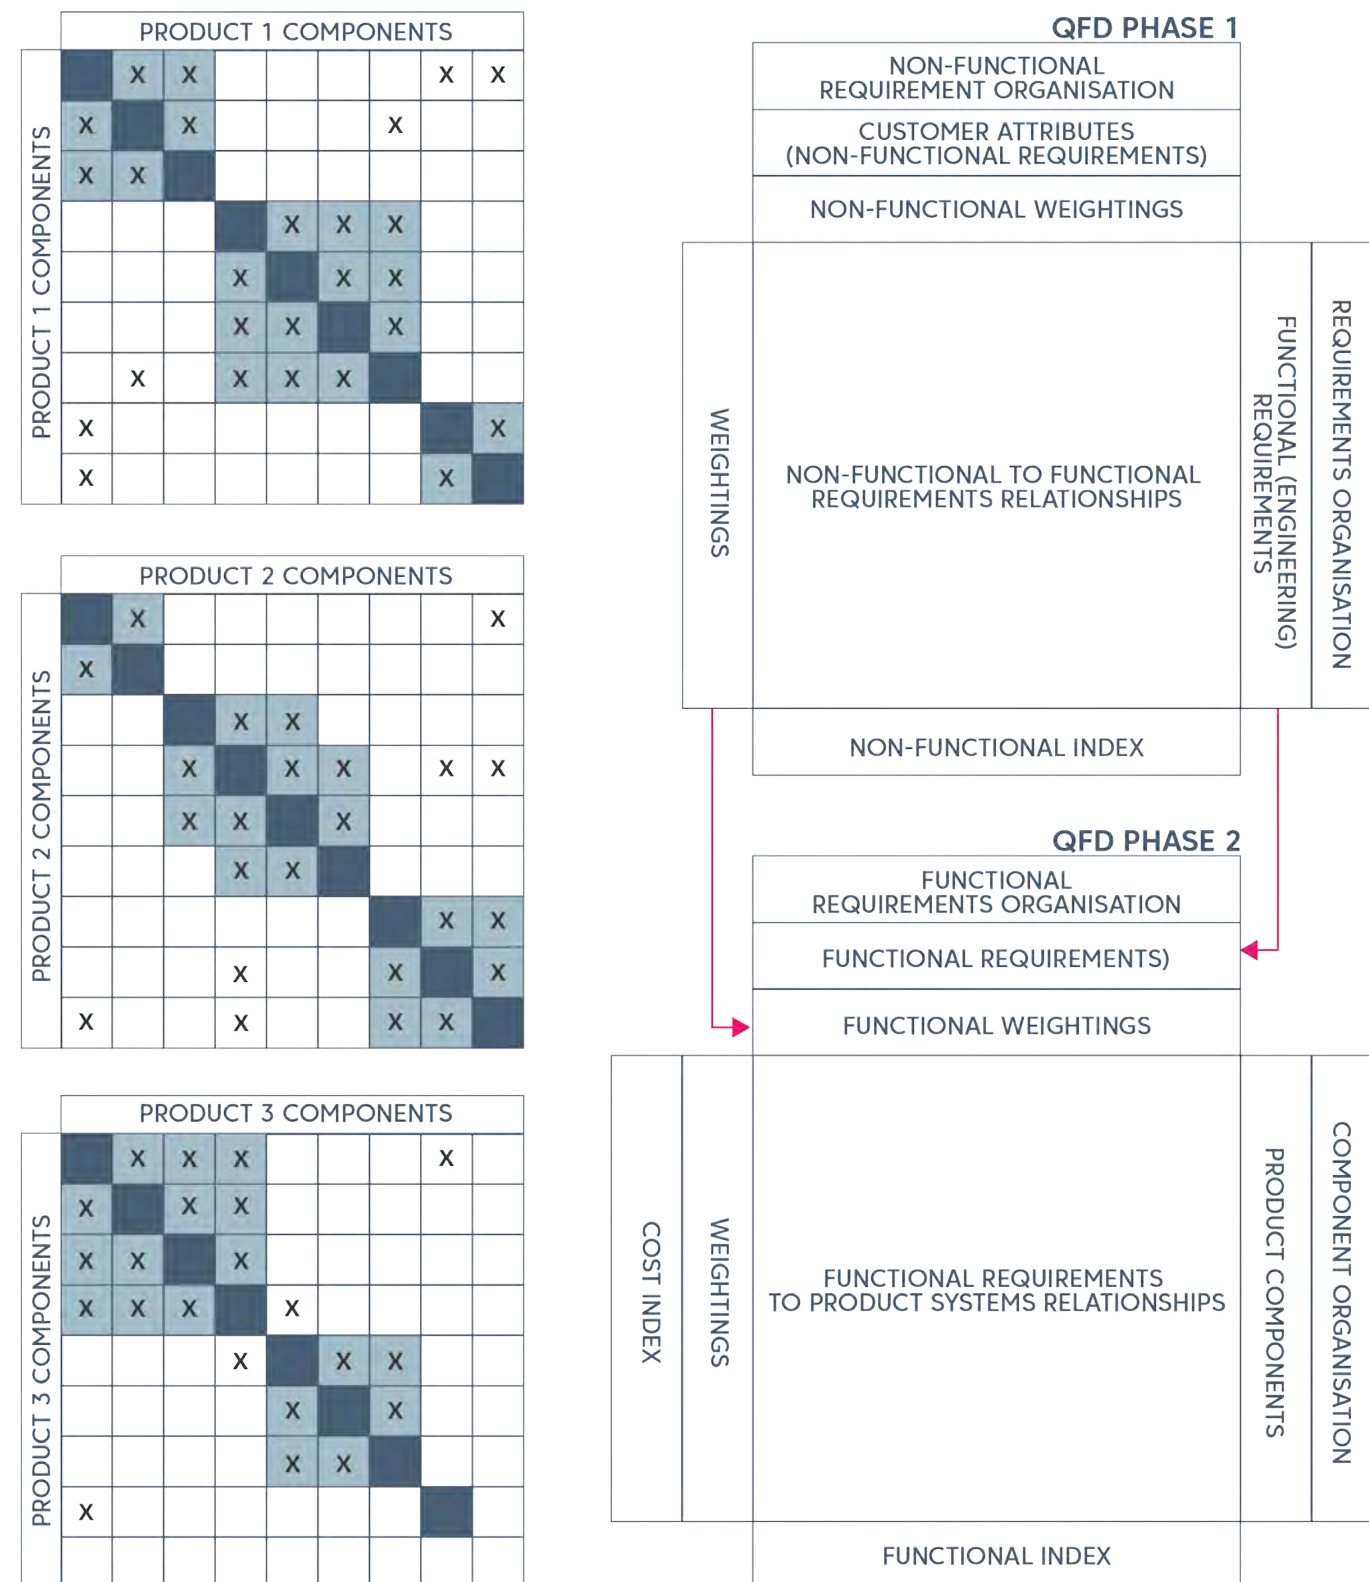 PRODUCT 1 COMPONENTS
PRODUCT 1 COMPONENTS
X X X X
X X X
X X
X X X
X X X
X X X
X X X X
X X
X X
PRODUCT 2 COMPONENTS
PRODUCT 2 COMPONENTS
X X
X
X X
X X X X X
X X X
X X
X X
X X X
X X X X
PRODUCT 3 COMPONENTS
PRODUCT 3 COMPONENTS
X X X X
X X X
X X X
X X X X
X X X
X X
X X
X
QFD PHASE 1
NON-FUNCTIONAL
REQUIREMENT ORGANISATION
CUSTOMER ATTRIBUTES
(NON-FUNCTIONAL REQUIREMENTS)
NON-FUNCTIONAL WEIGHTINGS
WEIGHTINGS
NON-FUNCTIONAL TO FUNCTIONAL
REQUIREMENTS RELATIONSHIPS
FUNCTIONAL (ENGINEERING)
REQUIREMENTS
REQUIREMENTS ORGANISATION
NON-FUNCTIONAL INDEX
QFD PHASE 2
FUNCTIONAL
REQUIREMENTS ORGANISATION
FUNCTIONAL REQUIREMENTS)
FUNCTIONAL WEIGHTINGS
COST INDEX
WEIGHTINGS
FUNCTIONAL REQUIREMENTS
TO PRODUCT SYSTEMS RELATIONSHIPS
PRODUCT COMPONENTS
COMPONENT ORGANISATION
FUNCTIONAL INDEX